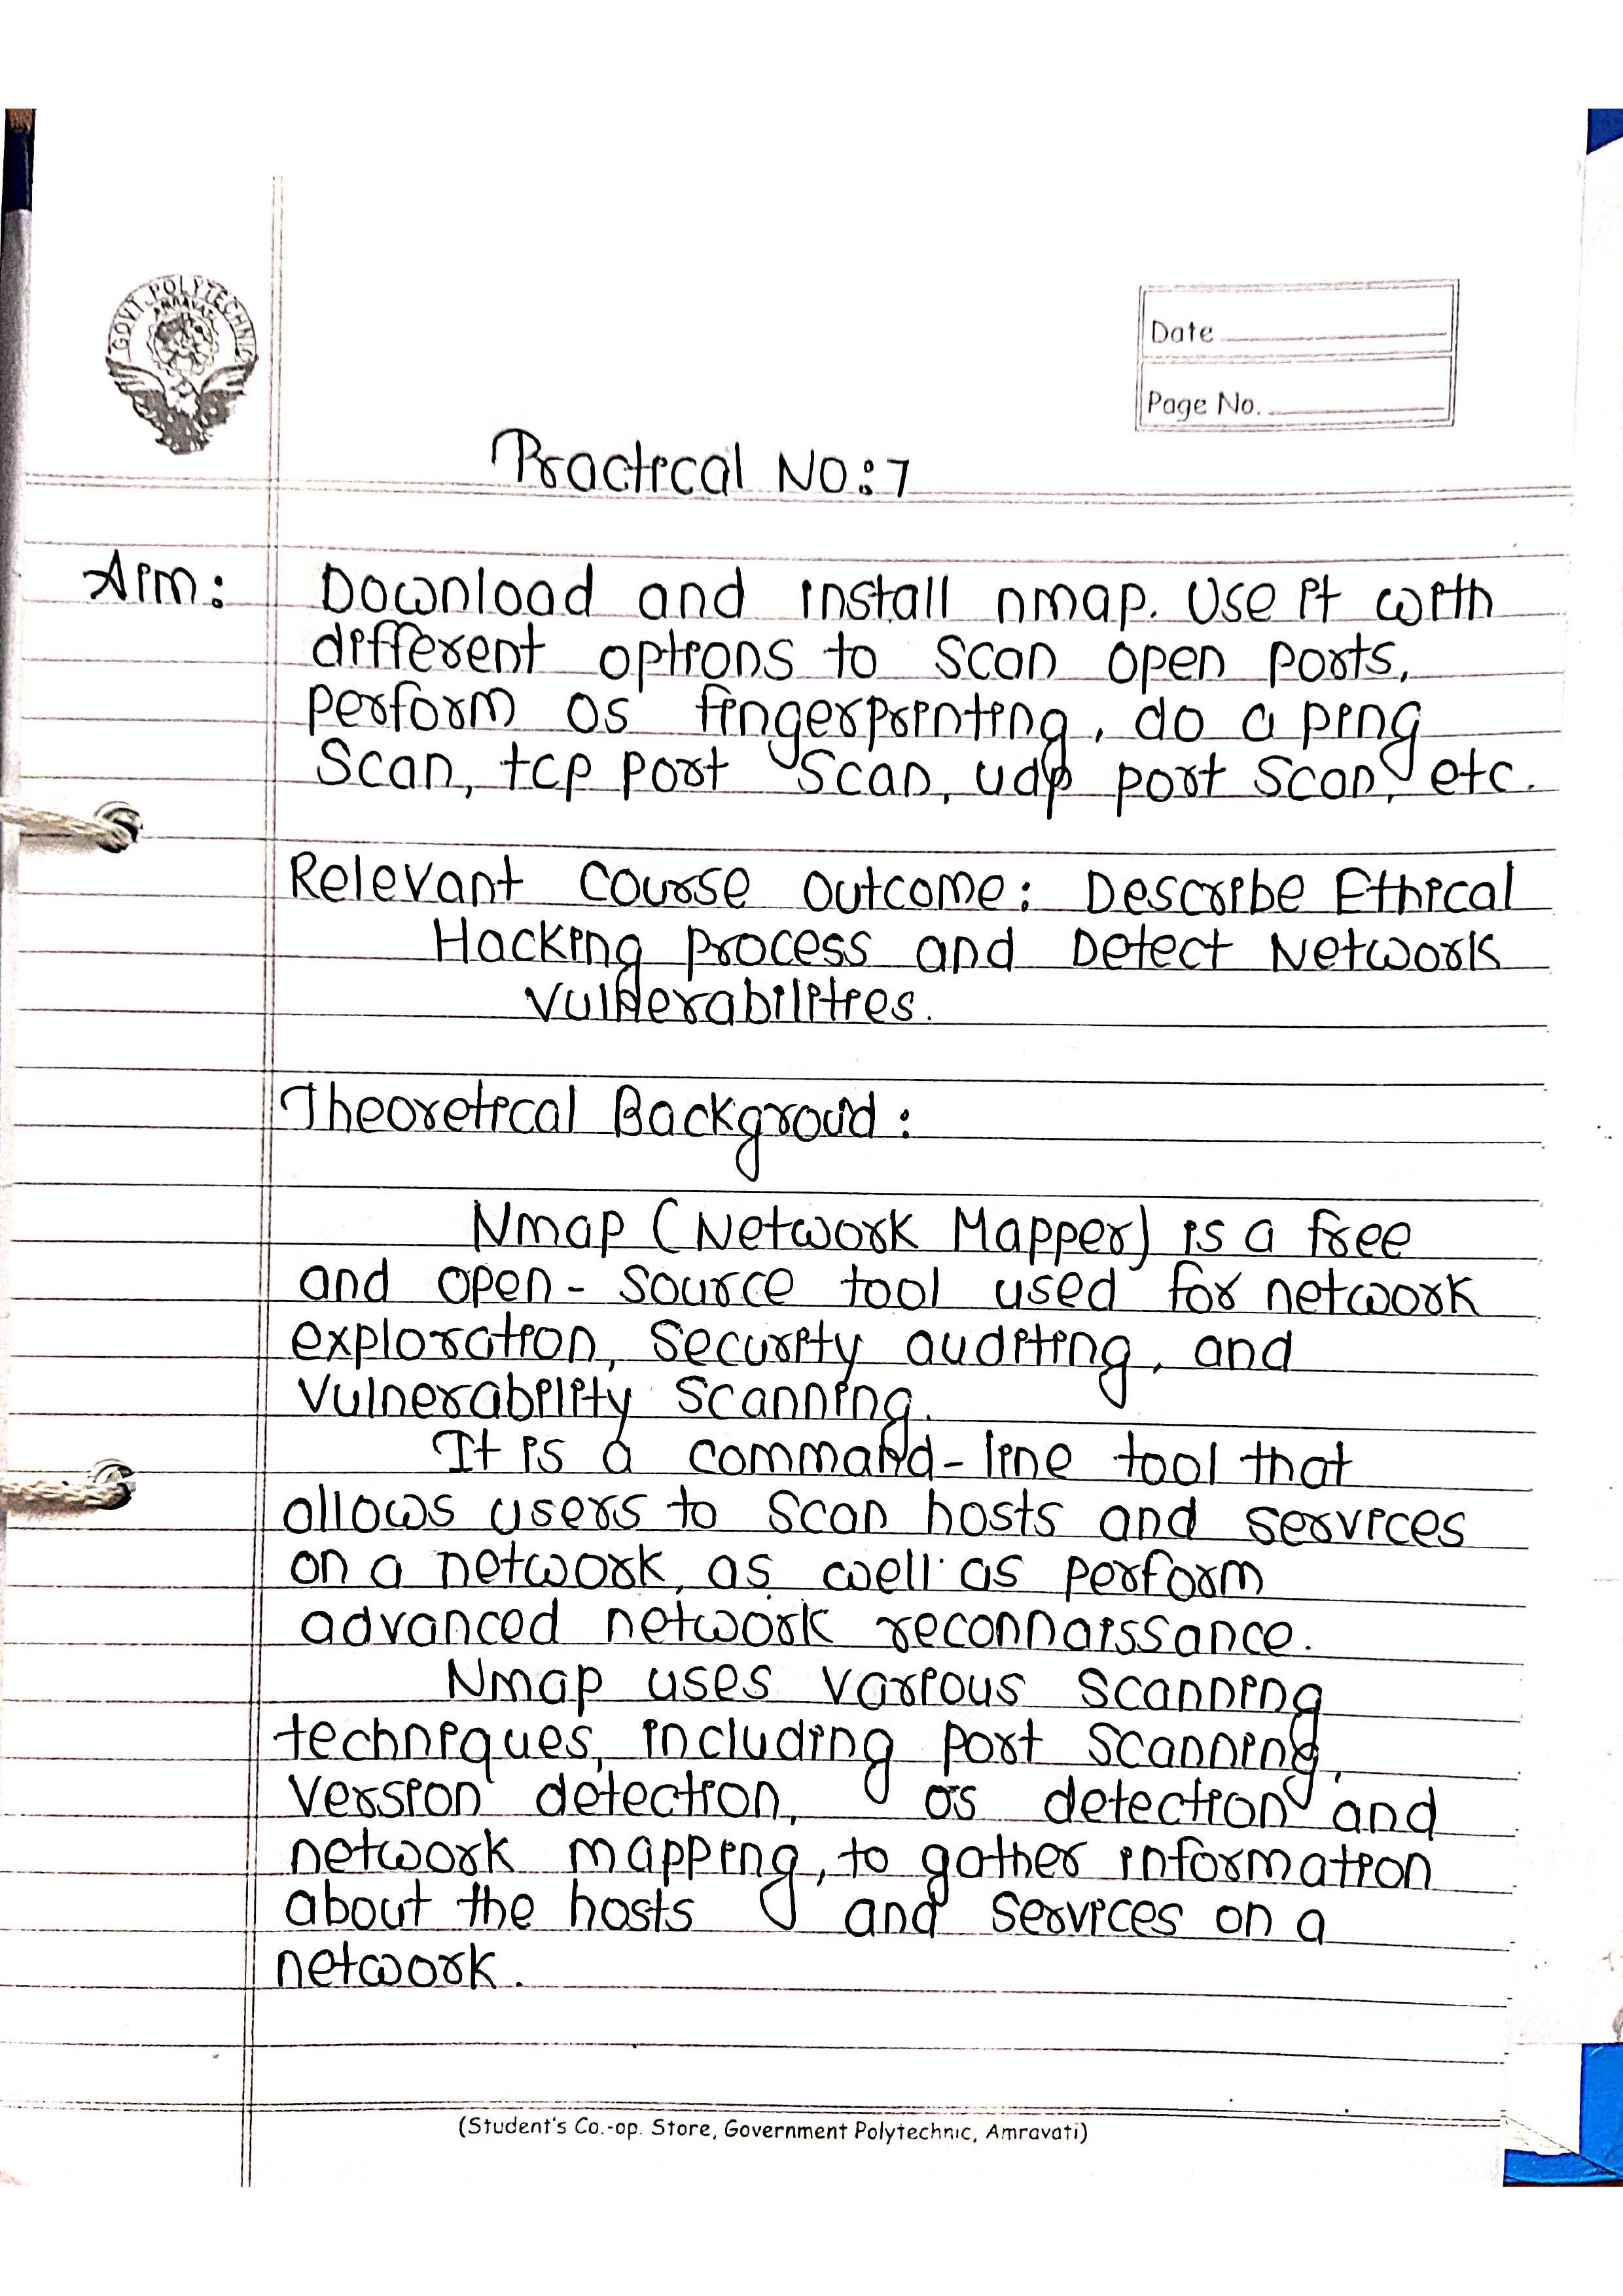 GOVT. POLYTECHNIC
AMRAVATI
Date
Page No.
Practical No: 7
Aim: Download and install nmap. Use it with
different options to scan open ports,
perform os fingerprinting, do a ping
Scan, tcp port scan, udp port scan, etc.
Relevant Course Outcome: Describe Ethical
Hacking process and Detect Network
vulnerabilities.
Theoretical Backgroud:
Nmap (Network Mapper) is a free
and open-source tool used for network
exploration, security auditing, and
vulnerability scanning.
It is a command-line tool that
allows users to scan hosts and services
on a network, as well as perform
advanced network reconnaissance.
Nmap uses various scanning
techniques, including port scanning,
version detection, os detection and
network mapping, to gather information
about the hosts and services on a
network.
(Student's Co.-op. Store, Government Polytechnic, Amravati)